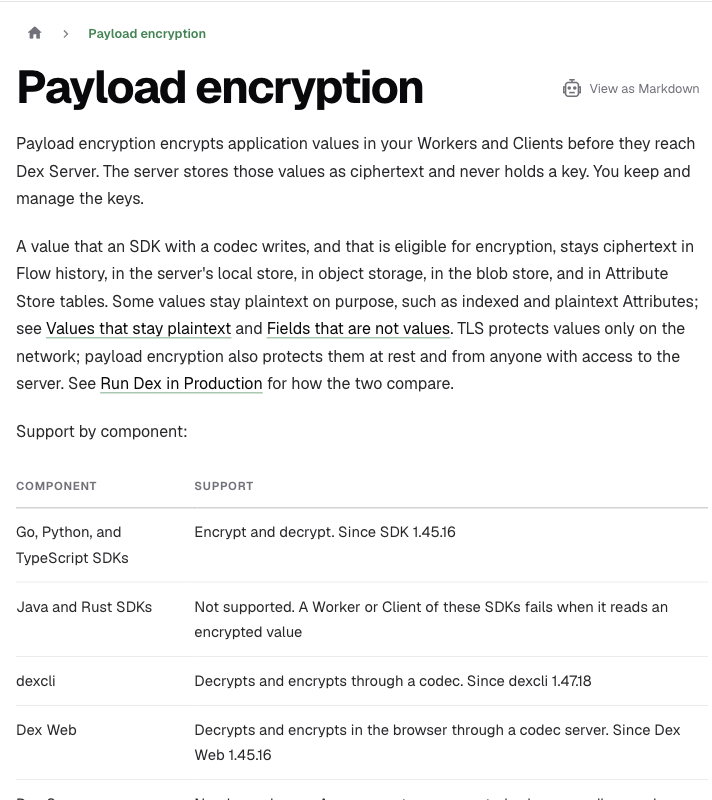 Payload encryption
Payload encryption
View as Markdown
Payload encryption encrypts application values in your Workers and Clients before they reach
Dex Server. The server stores those values as ciphertext and never holds a key. You keep and
manage the keys.
A value that an SDK with a codec writes, and that is eligible for encryption, stays ciphertext in
Flow history, in the server's local store, in object storage, in the blob store, and in Attribute
Store tables. Some values stay plaintext on purpose, such as indexed and plaintext Attributes;
see Values that stay plaintext and Fields that are not values. TLS protects values only on the
network; payload encryption also protects them at rest and from anyone with access to the
server. See Run Dex in Production for how the two compare.
Support by component:
COMPONENT SUPPORT
Go, Python, and Encrypt and decrypt. Since SDK 1.45.16
TypeScript SDKs
Java and Rust SDKs Not supported. A Worker or Client of these SDKs fails when it reads an
encrypted value
dexcli Decrypts and encrypts through a codec. Since dexcli 1.47.18
Dex Web Decrypts and encrypts in the browser through a codec server. Since Dex
Web 1.45.16